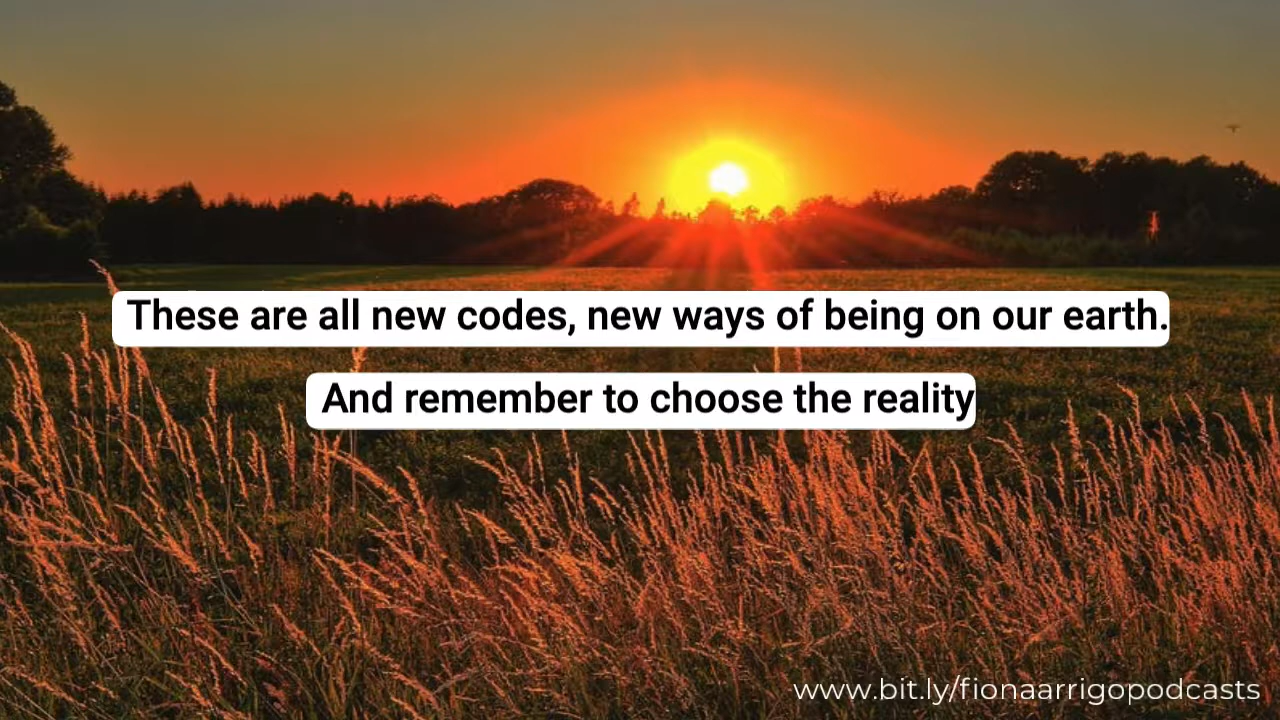 These are all new codes, new ways of being on our earth.
And remember to choose the reality
www.bit.ly/fionaarrigopodcasts